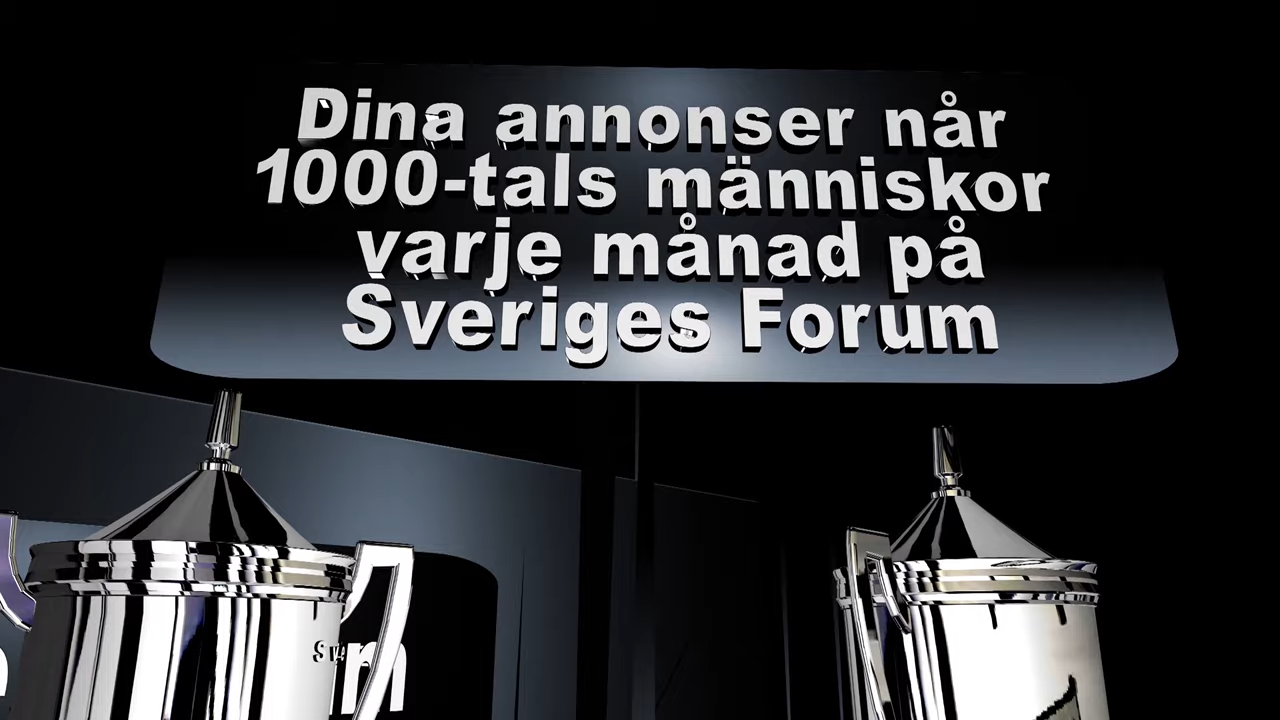 Dina annonser når
1000-tals människor
varje månad på
Sveriges Forum